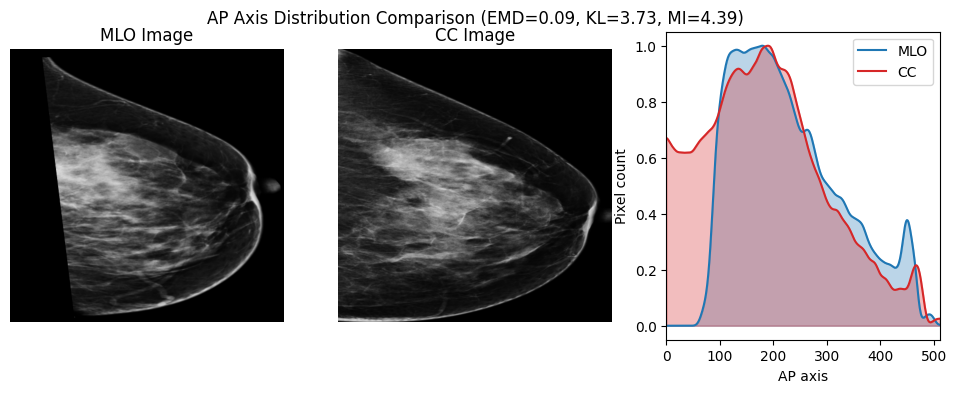 AP Axis Distribution Comparison (EMD=0.09, KL=3.73, MI=4.39)
MLO Image
CC Image
MLO
CC
Pixel count
1.0
0.8
0.6
0.4
0.2
0.0
0 100 200 300 400 500
AP axis